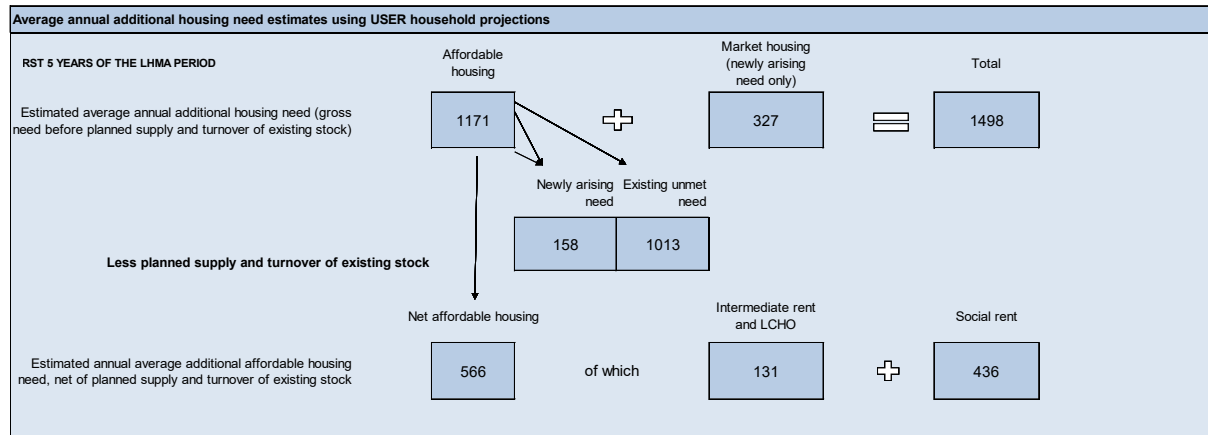 Average annual additional housing need estimates using USER household projections
RST 5 YEARS OF THE LHMA PERIOD
Affordable
housing
Market housing
(newly arising
need only)
Total
Estimated average annual additional housing need (gross
need before planned supply and turnover of existing stock)
1171
327
1498
Newly arising
need
Existing unmet
need
158
1013
Less planned supply and turnover of existing stock
Net affordable housing
Intermediate rent
and LCHO
Social rent
Estimated annual average additional affordable housing
need, net of planned supply and turnover of existing stock
566
of which
131
436